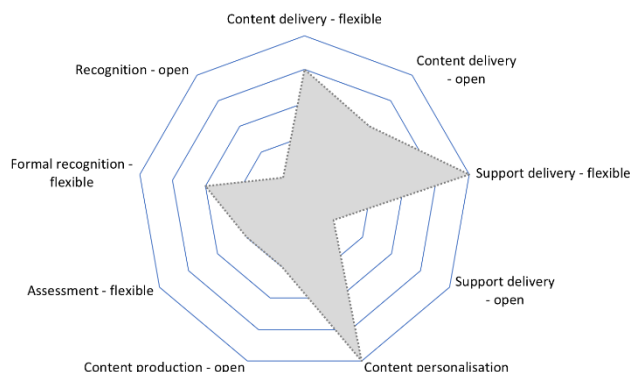 Content delivery - flexible
Content delivery
- open
Support delivery - flexible
Support delivery
- open
Content personalisation
Content production - open
Assessment - flexible
Formal recognition -
flexible
Recognition - open